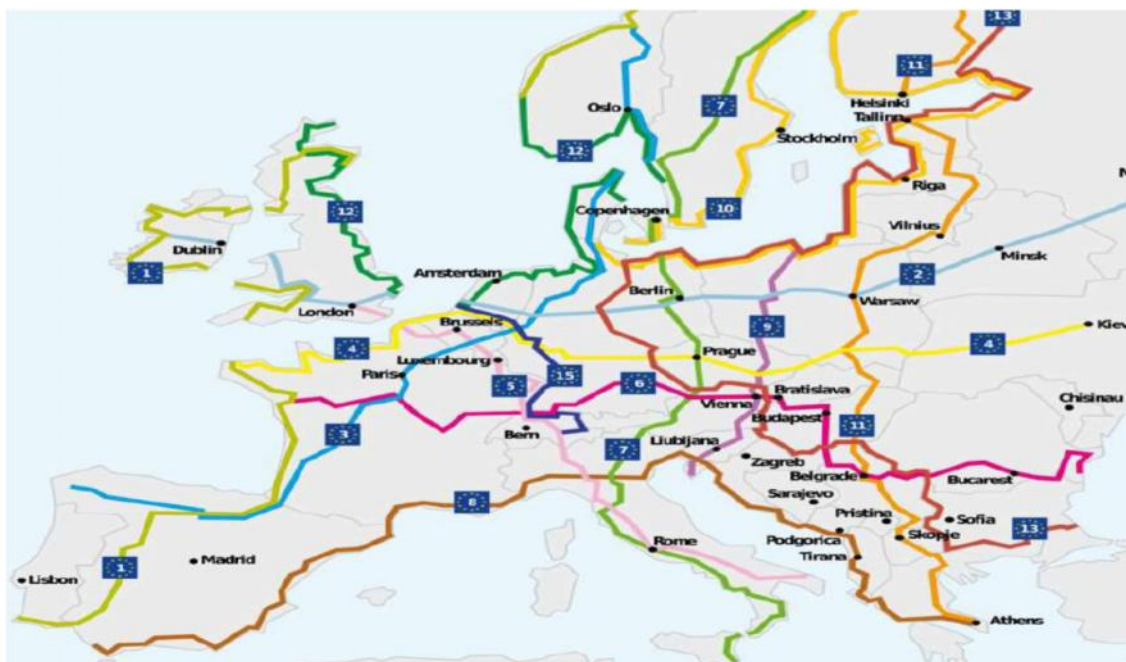 13
11
Oslo
7
Helsinki
Tallinn
12
Stockholm
Riga
12
Copenhagen
10
Dublin
Vilnius
1
Amsterdam
Minsk
2
London
Berlin
Warsaw
Brussels
9
Kiev
4
4
Luxembourg
Prague
Paris
5
15
6
Vienna
Bratislava
Budapest
Chisinau
Bern
3
7
Ljubljana
Zagreb
11
Belgrade
Bucarest
8
Sarajevo
Pristina
Sofia
13
Rome
Podgorica
Skopje
Tirana
1
Madrid
Lisbon
Athens